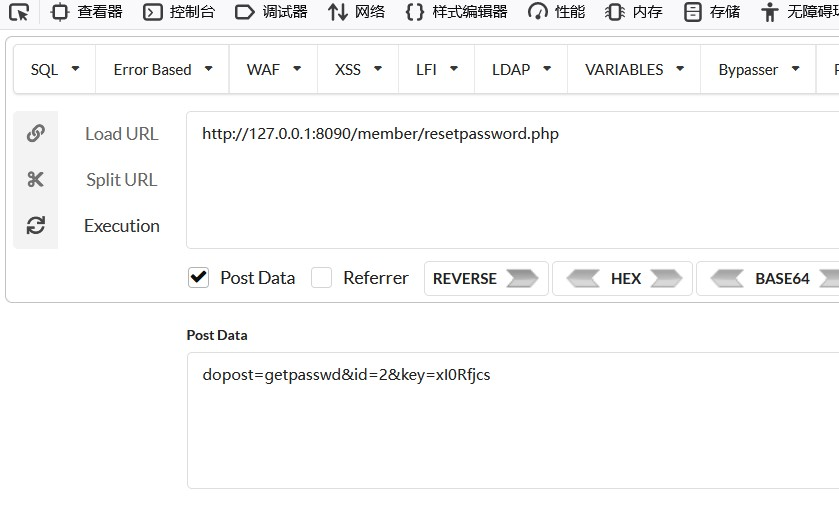 查看器 控制台 调试器 网络 样式编辑器 性能 内存 存储 无障碍
SQL Error Based WAF XSS LFI LDAP VARIABLES Bypasser
Load URL http://127.0.0.1:8090/member/resetpassword.php
Split URL
Execution
Post Data Referrer REVERSE HEX BASE64
Post Data
dopost=getpasswd&id=2&key=xI0Rfjcs